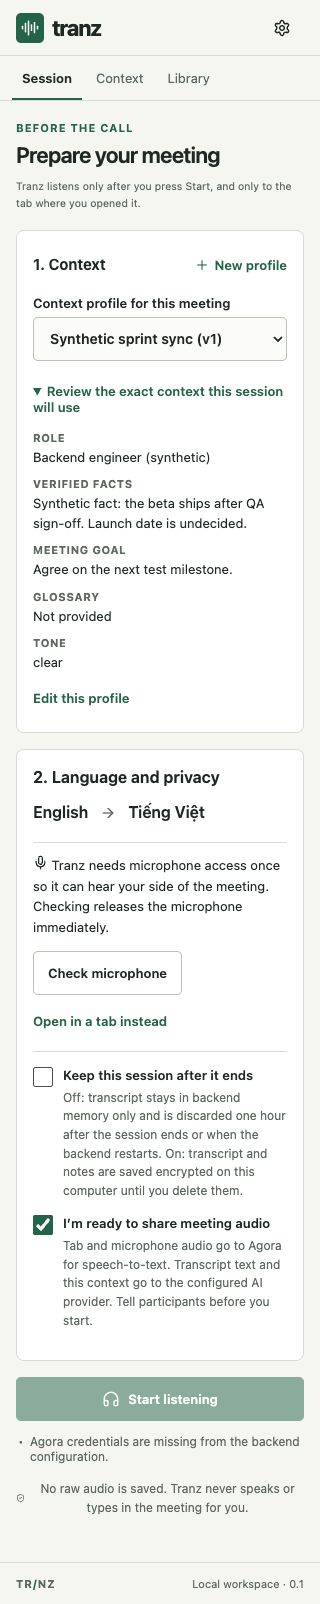 tranz
Session Context Library
BEFORE THE CALL
Prepare your meeting
Tranz listens only after you press Start, and only to the
tab where you opened it.
1. Context + New profile
Context profile for this meeting
Synthetic sprint sync (v1)
▼ Review the exact context this session
will use
ROLE
Backend engineer (synthetic)
VERIFIED FACTS
Synthetic fact: the beta ships after QA
sign-off. Launch date is undecided.
MEETING GOAL
Agree on the next test milestone.
GLOSSARY
Not provided
TONE
clear
Edit this profile
2. Language and privacy
English → Tiếng Việt
Tranz needs microphone access once
so it can hear your side of the meeting.
Checking releases the microphone
immediately.
Check microphone
Open in a tab instead
Keep this session after it ends
Off: transcript stays in backend
memory only and is discarded one hour
after the session ends or when the
backend restarts. On: transcript and
notes are saved encrypted on this
computer until you delete them.
I’m ready to share meeting audio
Tab and microphone audio go to Agora
for speech-to-text. Transcript text and
this context go to the configured AI
provider. Tell participants before you
start.
Start listening
• Agora credentials are missing from the backend
configuration.
No raw audio is saved. Tranz never speaks or
types in the meeting for you.
TR/NZ Local workspace · 0.1